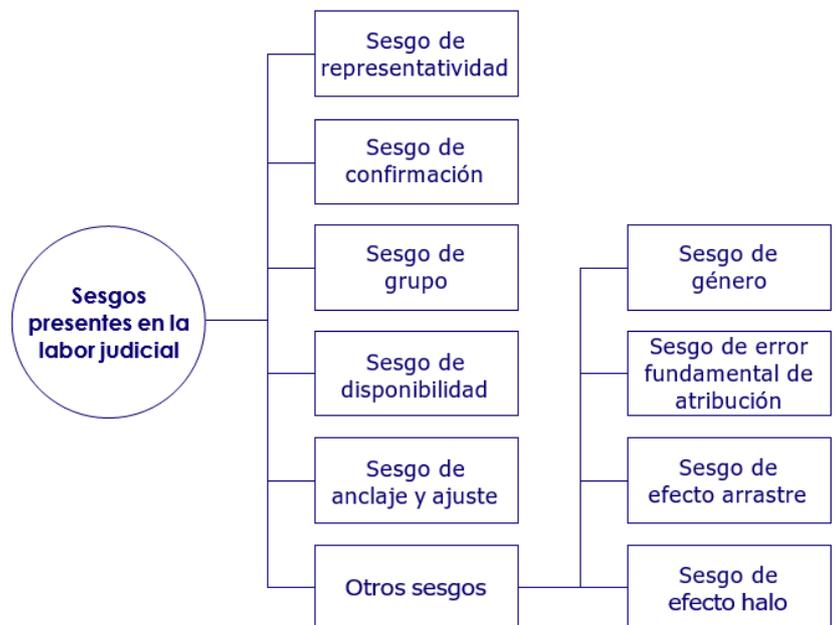 Sesgos
presentes en la
labor judicial
Sesgo de
representatividad
Sesgo de
confirmación
Sesgo de
grupo
Sesgo de
disponibilidad
Sesgo de
anclaje y ajuste
Otros sesgos
Sesgo de
género
Sesgo de error
fundamental de
atribución
Sesgo de
efecto arrastre
Sesgo de
efecto halo